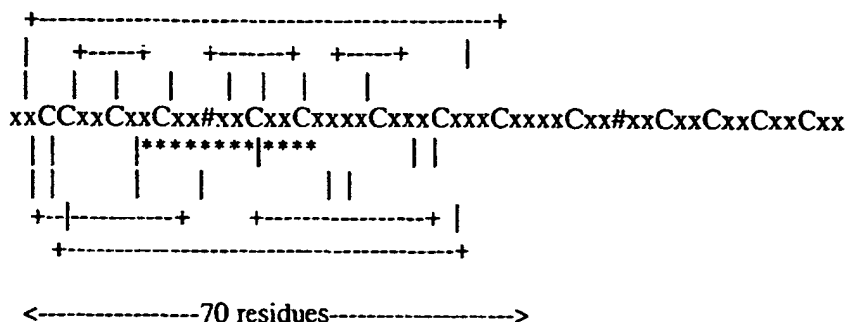 +-----------------------------------------------+
| +------+ +--------+ +------+ |
| | | | | | | |
xxCCxxCxxCxx#xxCxxCxxxxCxxxCxxxCxxxxCxx#xxCxxCxxCxxCxx
| | |*********|**** | |
| | | | | |
+--|-----------+ +-----------------+ |
+----------------------------------------+
<-----------------70 residues------------------>